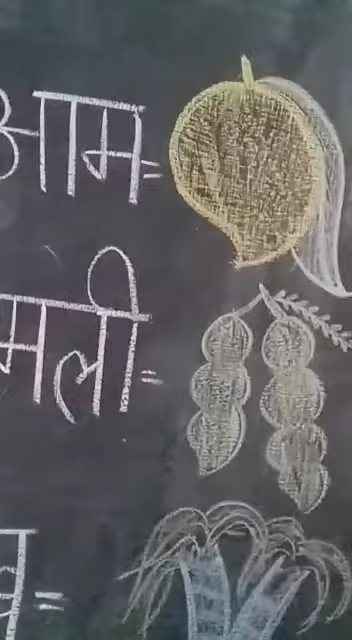 आम=
मली=
=